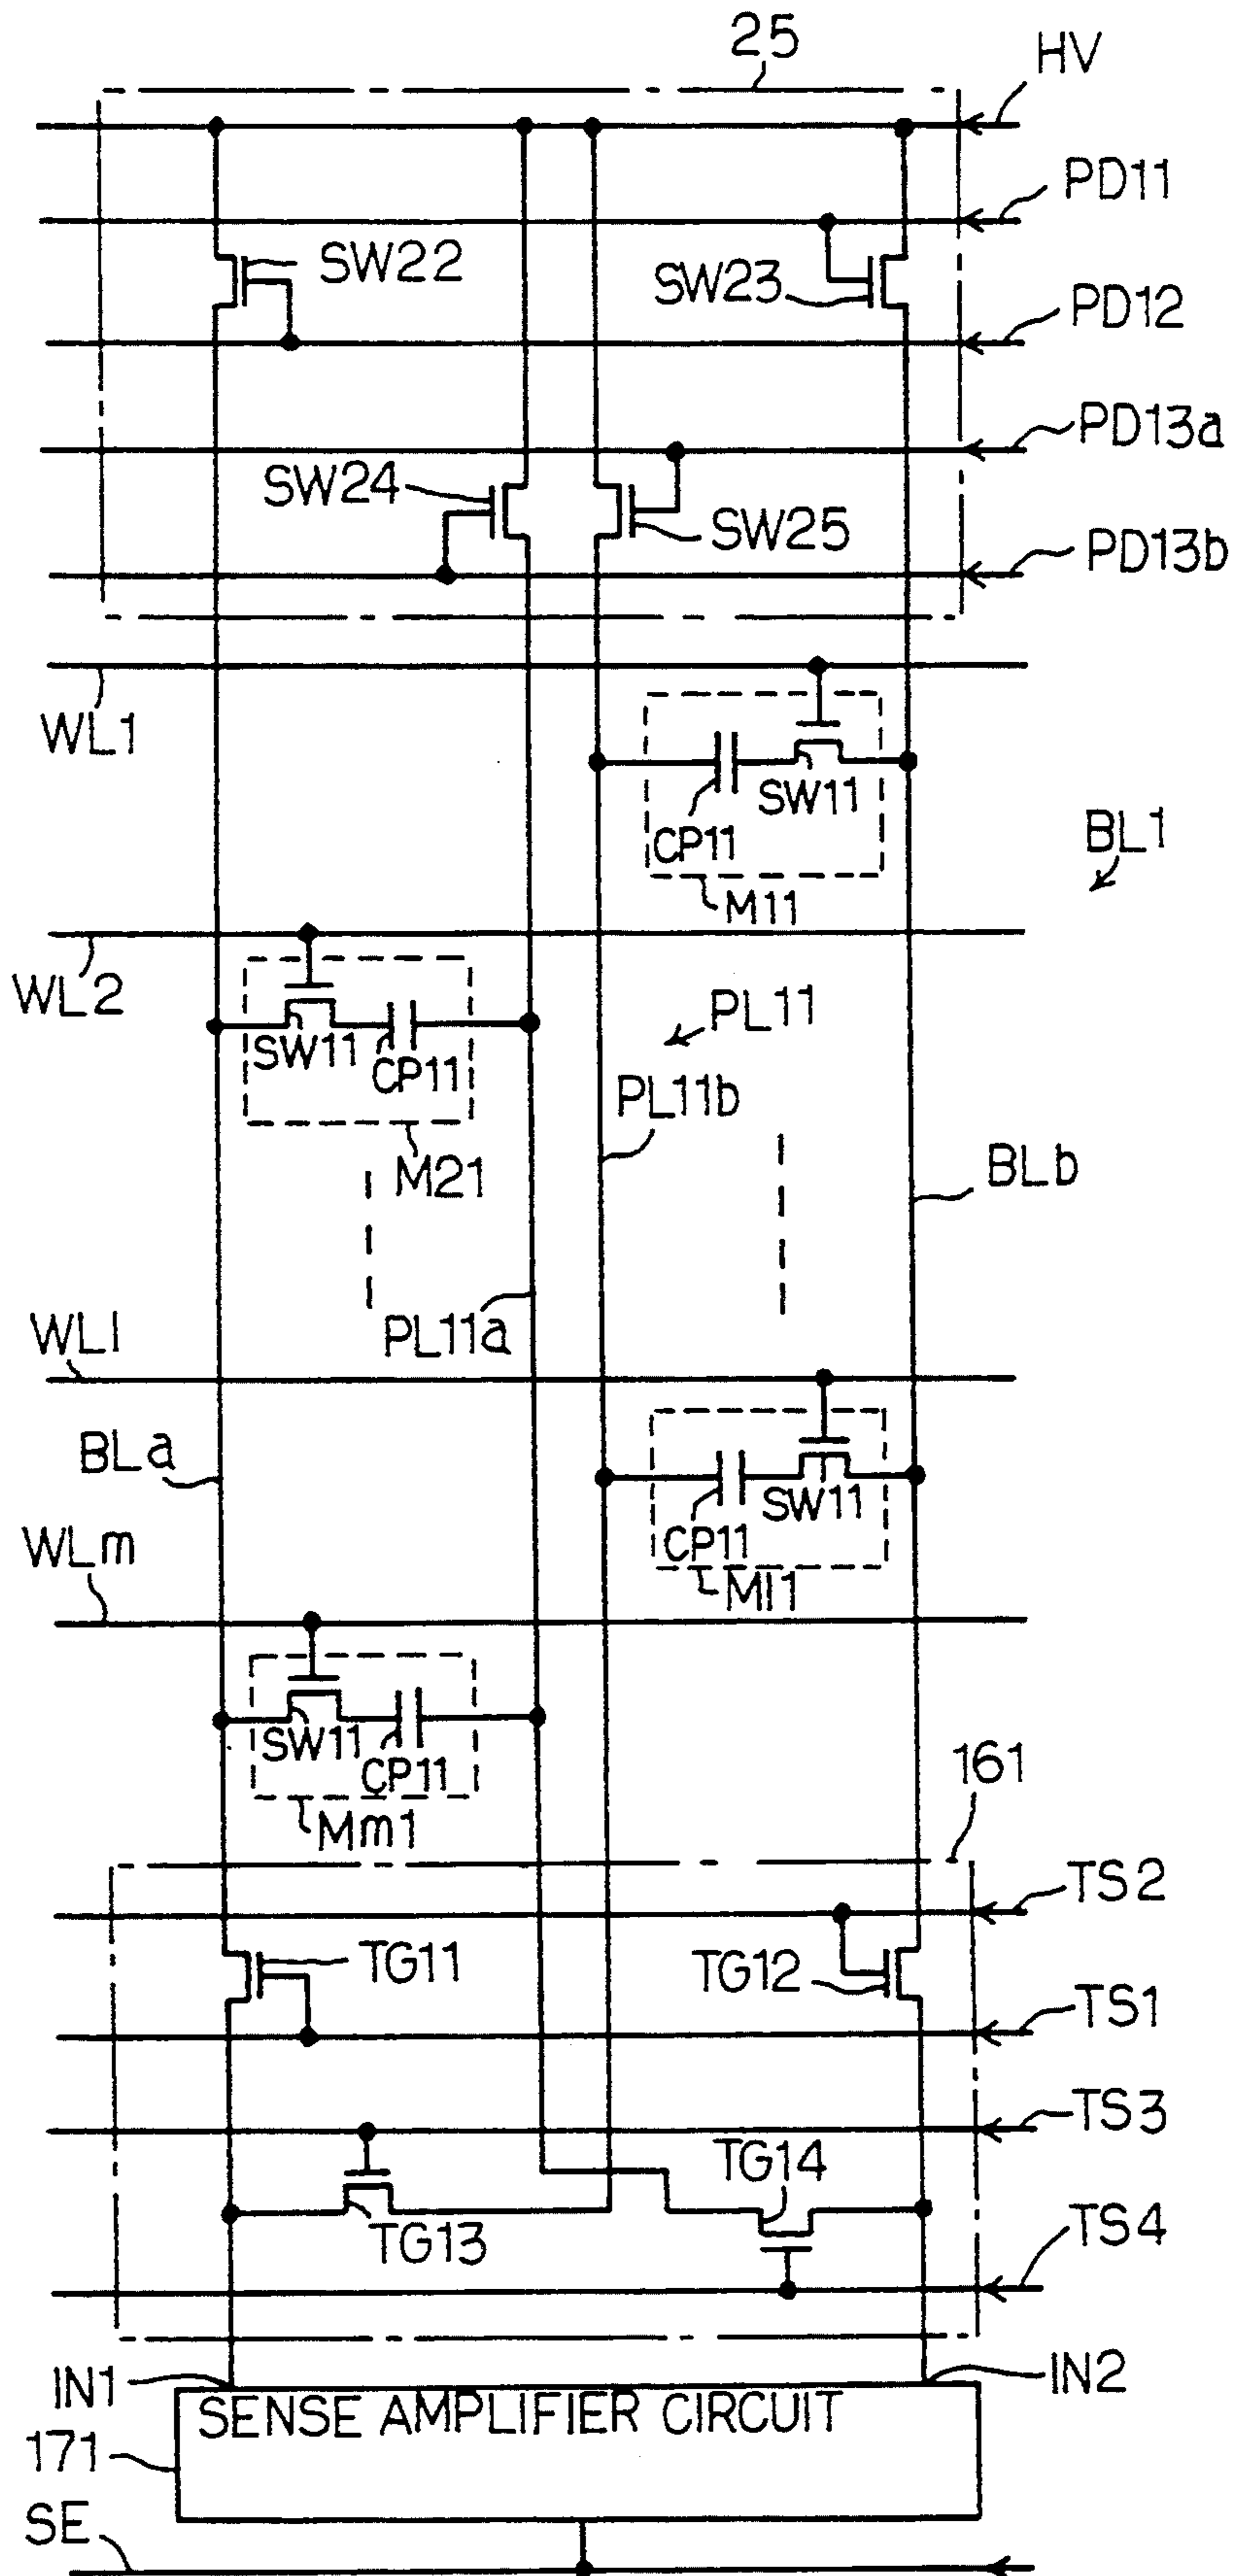 25
HV
PD11
SW22
SW23
PD12
PD13a
SW24
SW25
PD13b
WL1
SW11
CP11
BL1
M11
WL2
SW11
CP11
PL11
PL11b
M21
BLb
WLl
PL11a
BLa
SW11
CP11
WLm
Ml1
SW11
CP11
161
Mm1
TS2
TG11
TG12
TS1
TS3
TG14
TG13
TS4
IN1
IN2
SENSE AMPLIFIER CIRCUIT
171
SE